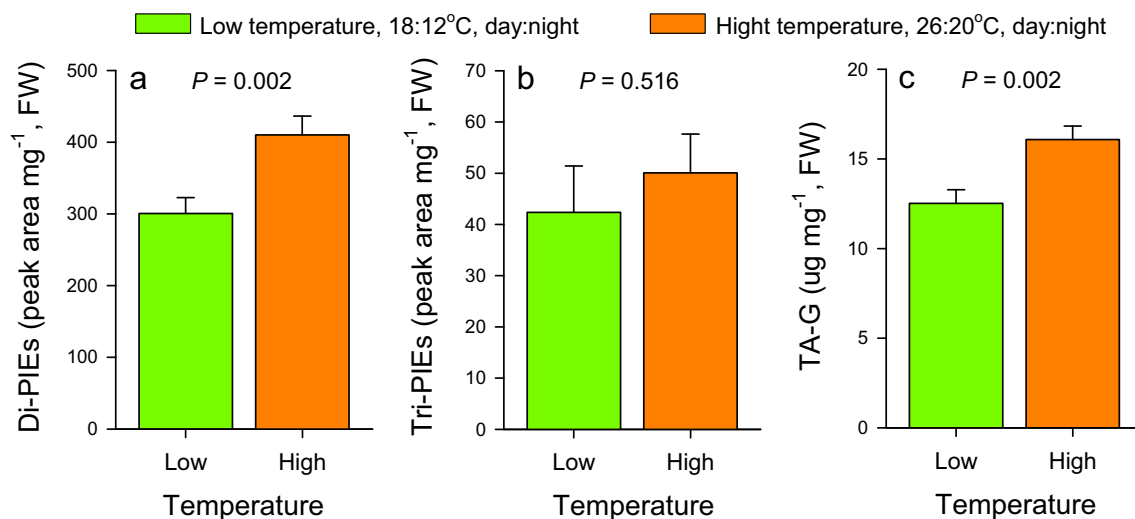 Low temperature, 18:12°C, day:night
Hight temperature, 26:20°C, day:night
a
P = 0.002
Di-PIEs (peak area mg⁻¹, FW)
500
400
300
200
100
0
Low High
Temperature
b
P = 0.516
Tri-PIEs (peak area mg⁻¹, FW)
70
60
50
40
30
20
10
0
Low High
Temperature
c
P = 0.002
TA-G (ug mg⁻¹, FW)
20
15
10
5
0
Low High
Temperature